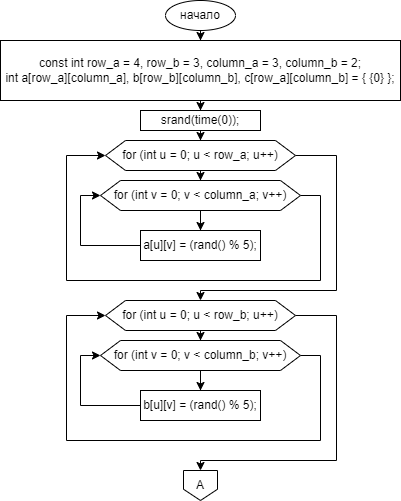 начало
const int row_a = 4, row_b = 3, column_a = 3, column_b = 2;
int a[row_a][column_a], b[row_b][column_b], c[row_a][column_b] = { {0} };
srand(time(0));
for (int u = 0; u < row_a; u++)
for (int v = 0; v < column_a; v++)
a[u][v] = (rand() % 5);
for (int u = 0; u < row_b; u++)
for (int v = 0; v < column_b; v++)
b[u][v] = (rand() % 5);
A